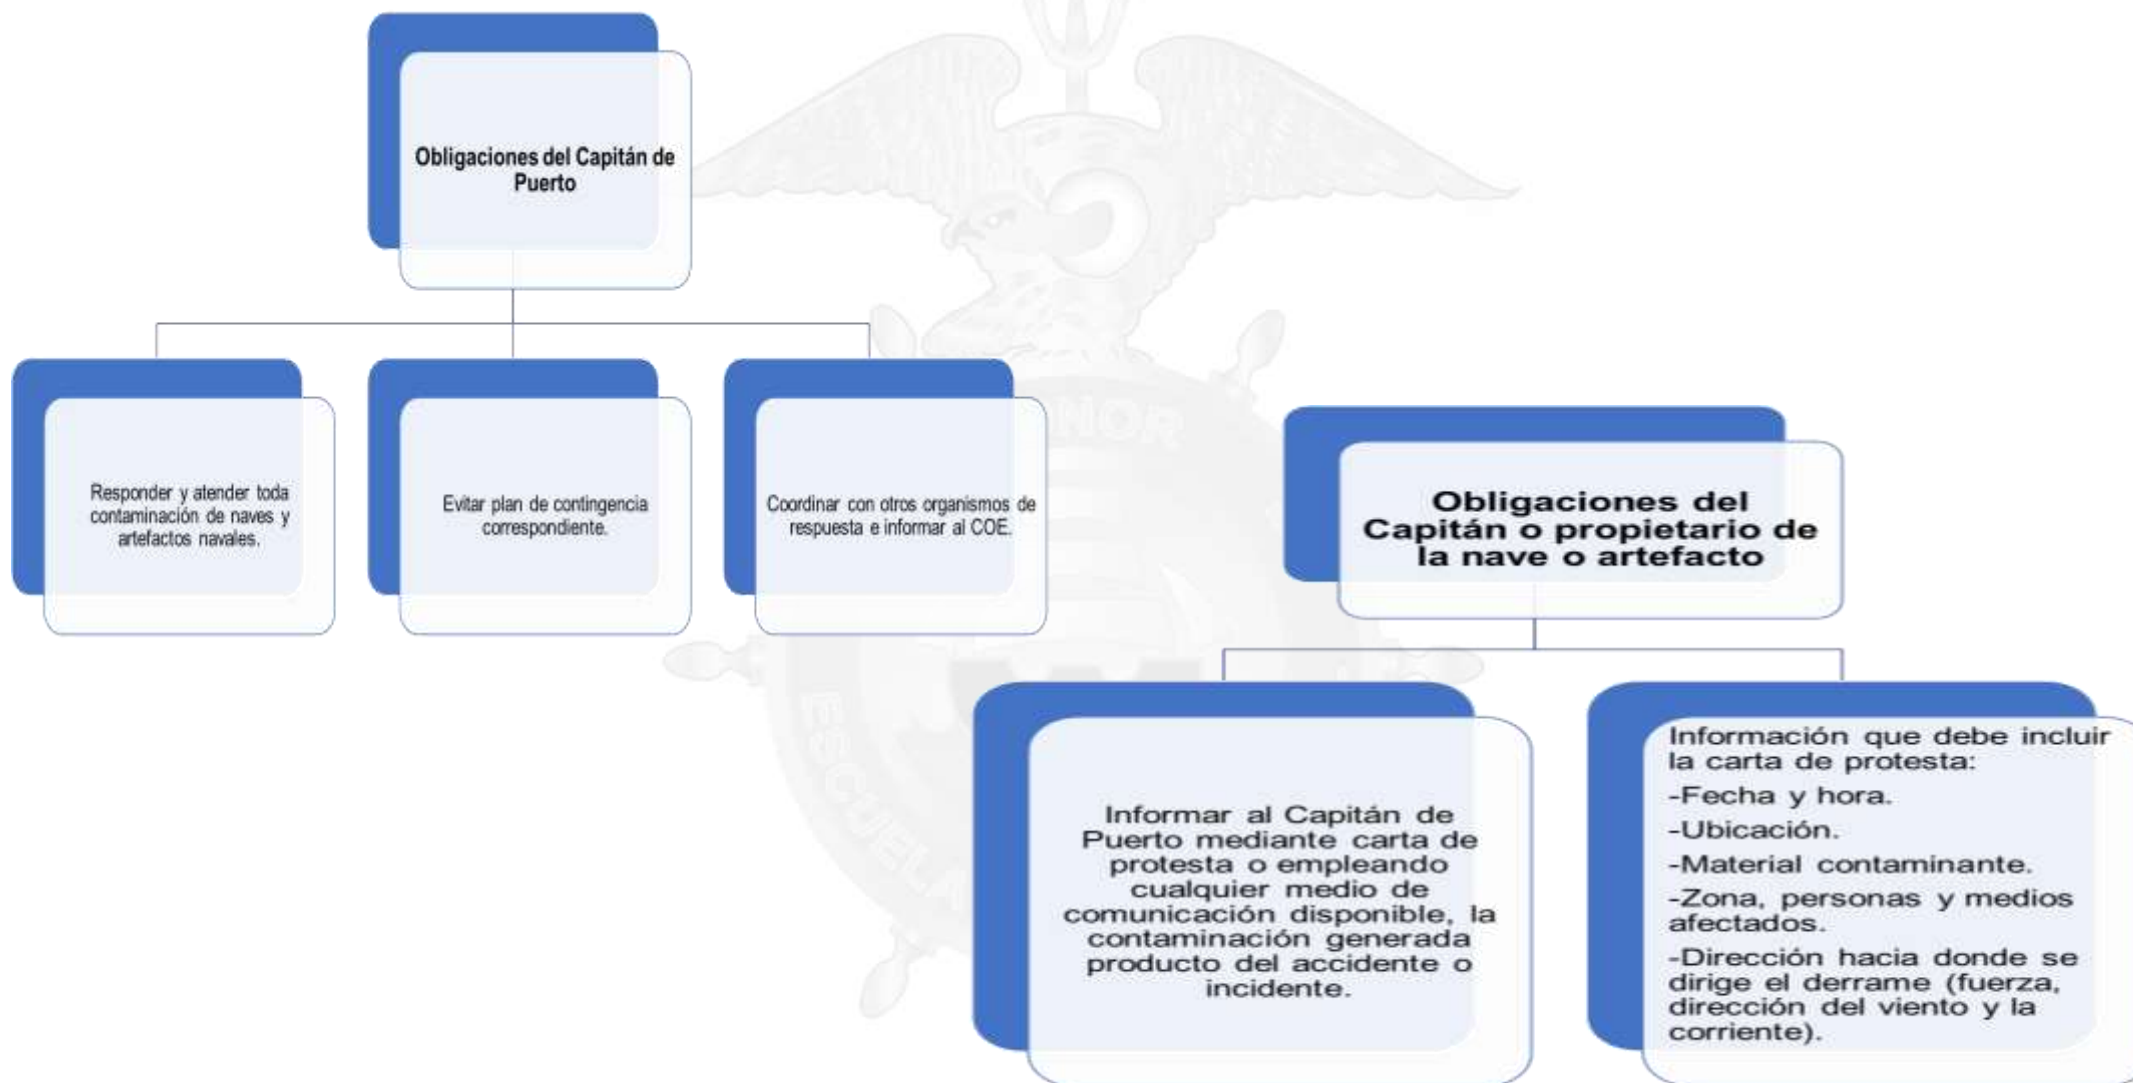 Obligaciones del Capitán de
Puerto
Responder y atender toda
contaminación de naves y
artefactos navales.
Evitar plan de contingencia
correspondiente.
Coordinar con otros organismos de
respuesta e informar al COE.
Obligaciones del
Capitán o propietario de
la nave o artefacto
Informar al Capitán de
Puerto mediante carta de
protesta o empleando
cualquier medio de
comunicación disponible, la
contaminación generada
producto del accidente o
incidente.
Información que debe incluir
la carta de protesta:
-Fecha y hora.
-Ubicación.
-Material contaminante.
-Zona, personas y medios
afectados.
-Dirección hacia donde se
dirige el derrame (fuerza,
dirección del viento y la
corriente).